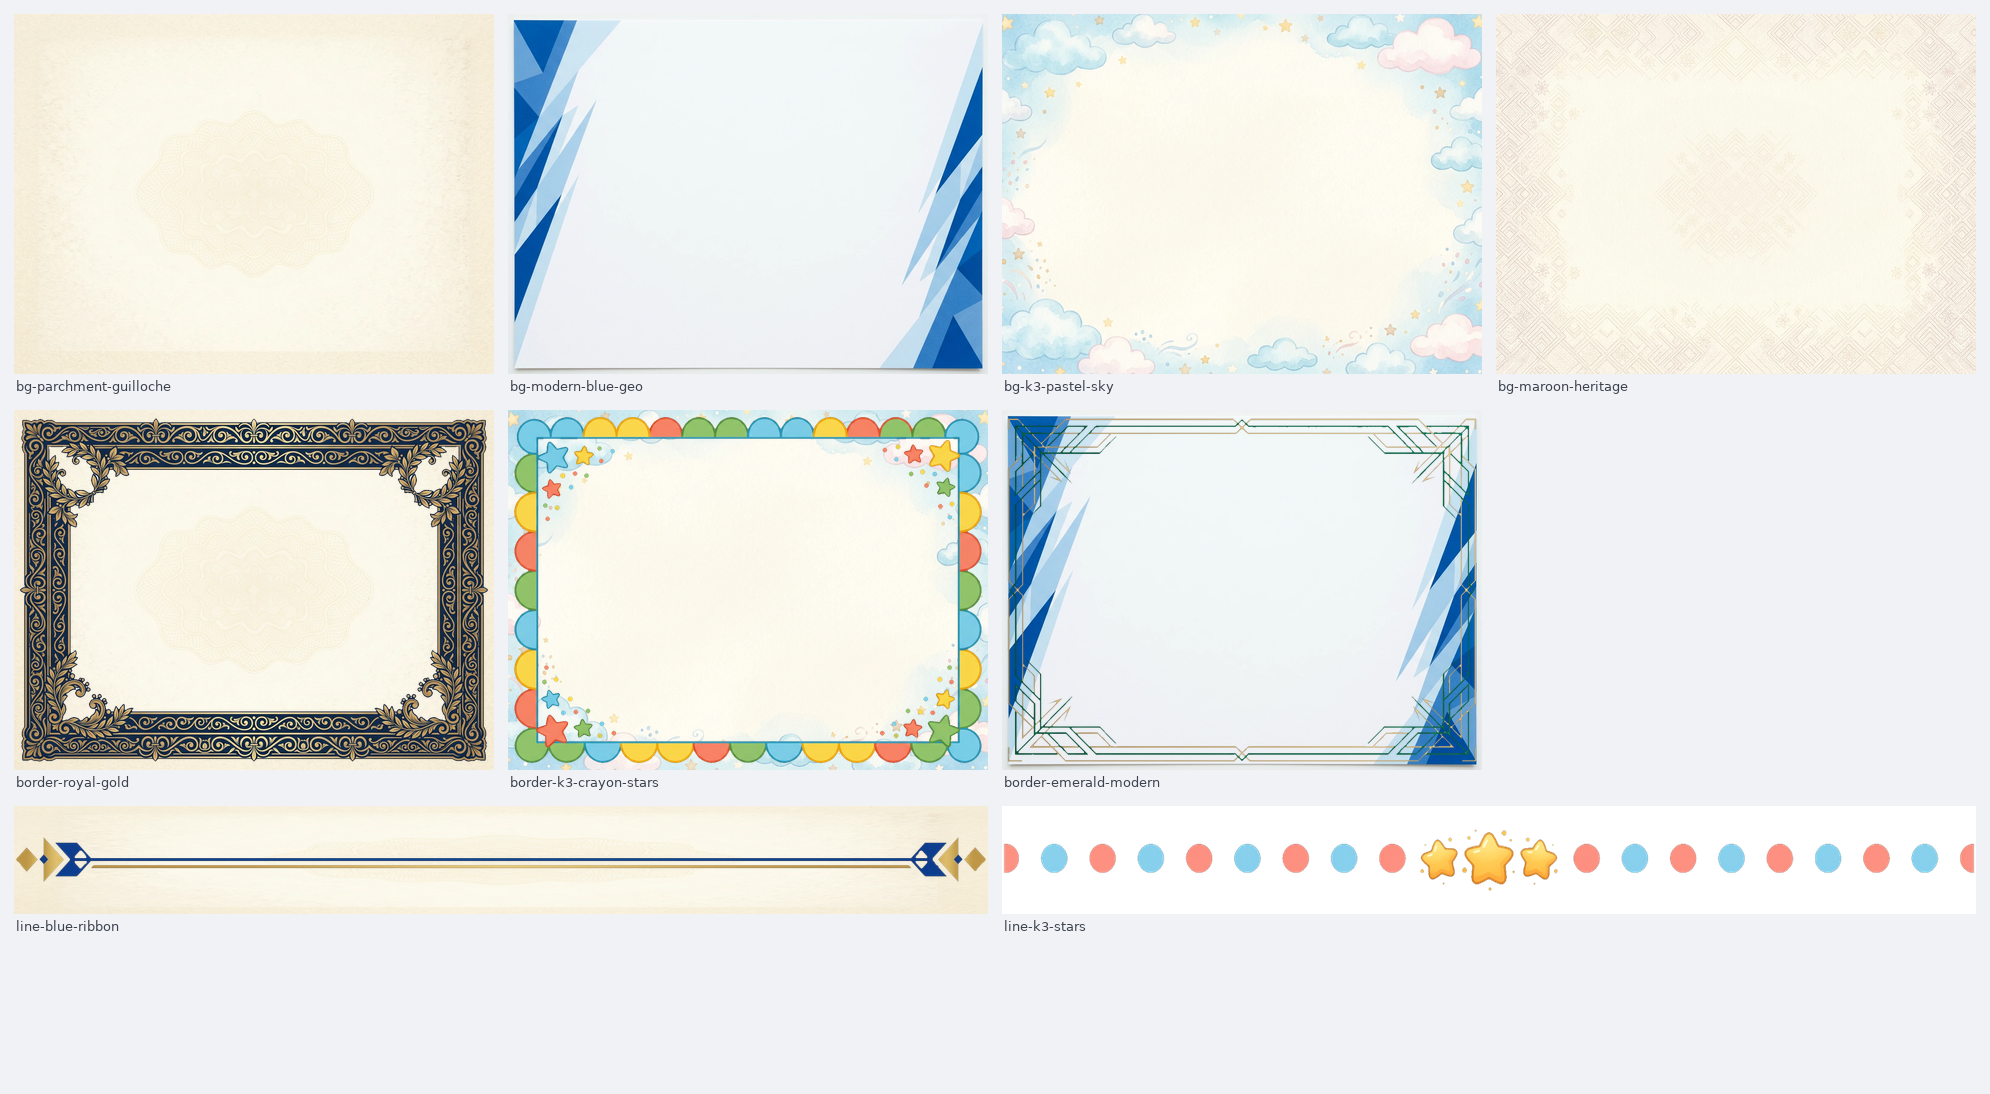 bg-parchment-guilloche
bg-modern-blue-geo
bg-k3-pastel-sky
bg-maroon-heritage
border-royal-gold
border-k3-crayon-stars
border-emerald-modern
line-blue-ribbon
line-k3-stars